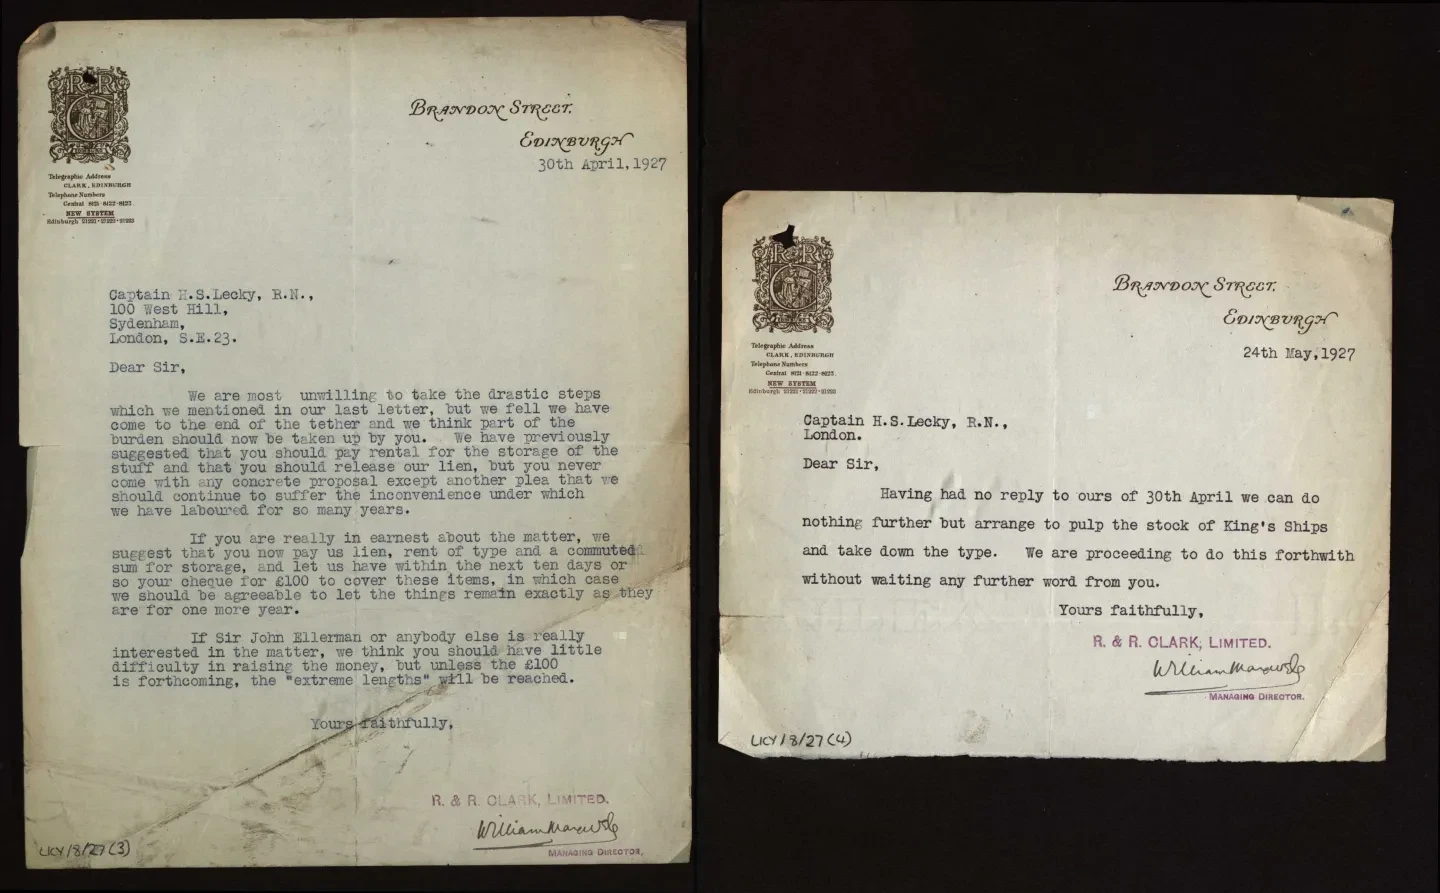 R R
C
BRANDON STREET,
EDINBURGH
30th April, 1927
Telegraphic Address
CLARK, EDINBURGH
Telephone Numbers
Central 8121·8122·8123
NEW SYSTEM
Edinburgh 21221·21222·21223
Captain H.S.Lecky, R.N.,
100 West Hill,
Sydenham,
London, S.E.23.
Dear Sir,
We are most unwilling to take the drastic steps
which we mentioned in our last letter, but we fell we have
come to the end of the tether and we think part of the
burden should now be taken up by you. We have previously
suggested that you should pay rental for the storage of the
stuff and that you should release our lien, but you never
come with any concrete proposal except another plea that we
should continue to suffer the inconvenience under which
we have laboured for so many years.
If you are really in earnest about the matter, we
suggest that you now pay us lien, rent of type and a commuted
sum for storage, and let us have within the next ten days or
so your cheque for £100 to cover these items, in which case
we should be agreeable to let the things remain exactly as they
are for one more year.
If Sir John Ellerman or anybody else is really
interested in the matter, we think you should have little
difficulty in raising the money, but unless the £100
is forthcoming, the "extreme lengths" will be reached.
Yours faithfully,
R. & R. CLARK, LIMITED.
William Maxwell
MANAGING DIRECTOR.
LKY/8/27(3)
R R
C
BRANDON STREET,
EDINBURGH
24th May, 1927
Telegraphic Address
CLARK, EDINBURGH
Telephone Numbers
Central 8121·8122·8123
NEW SYSTEM
Edinburgh 21221·21222·21223
Captain H.S.Lecky, R.N.,
London.
Dear Sir,
Having had no reply to ours of 30th April we can do
nothing further but arrange to pulp the stock of King's Ships
and take down the type. We are proceeding to do this forthwith
without waiting any further word from you.
Yours faithfully,
R. & R. CLARK, LIMITED.
William Maxwell
MANAGING DIRECTOR.
LKY/8/27(4)